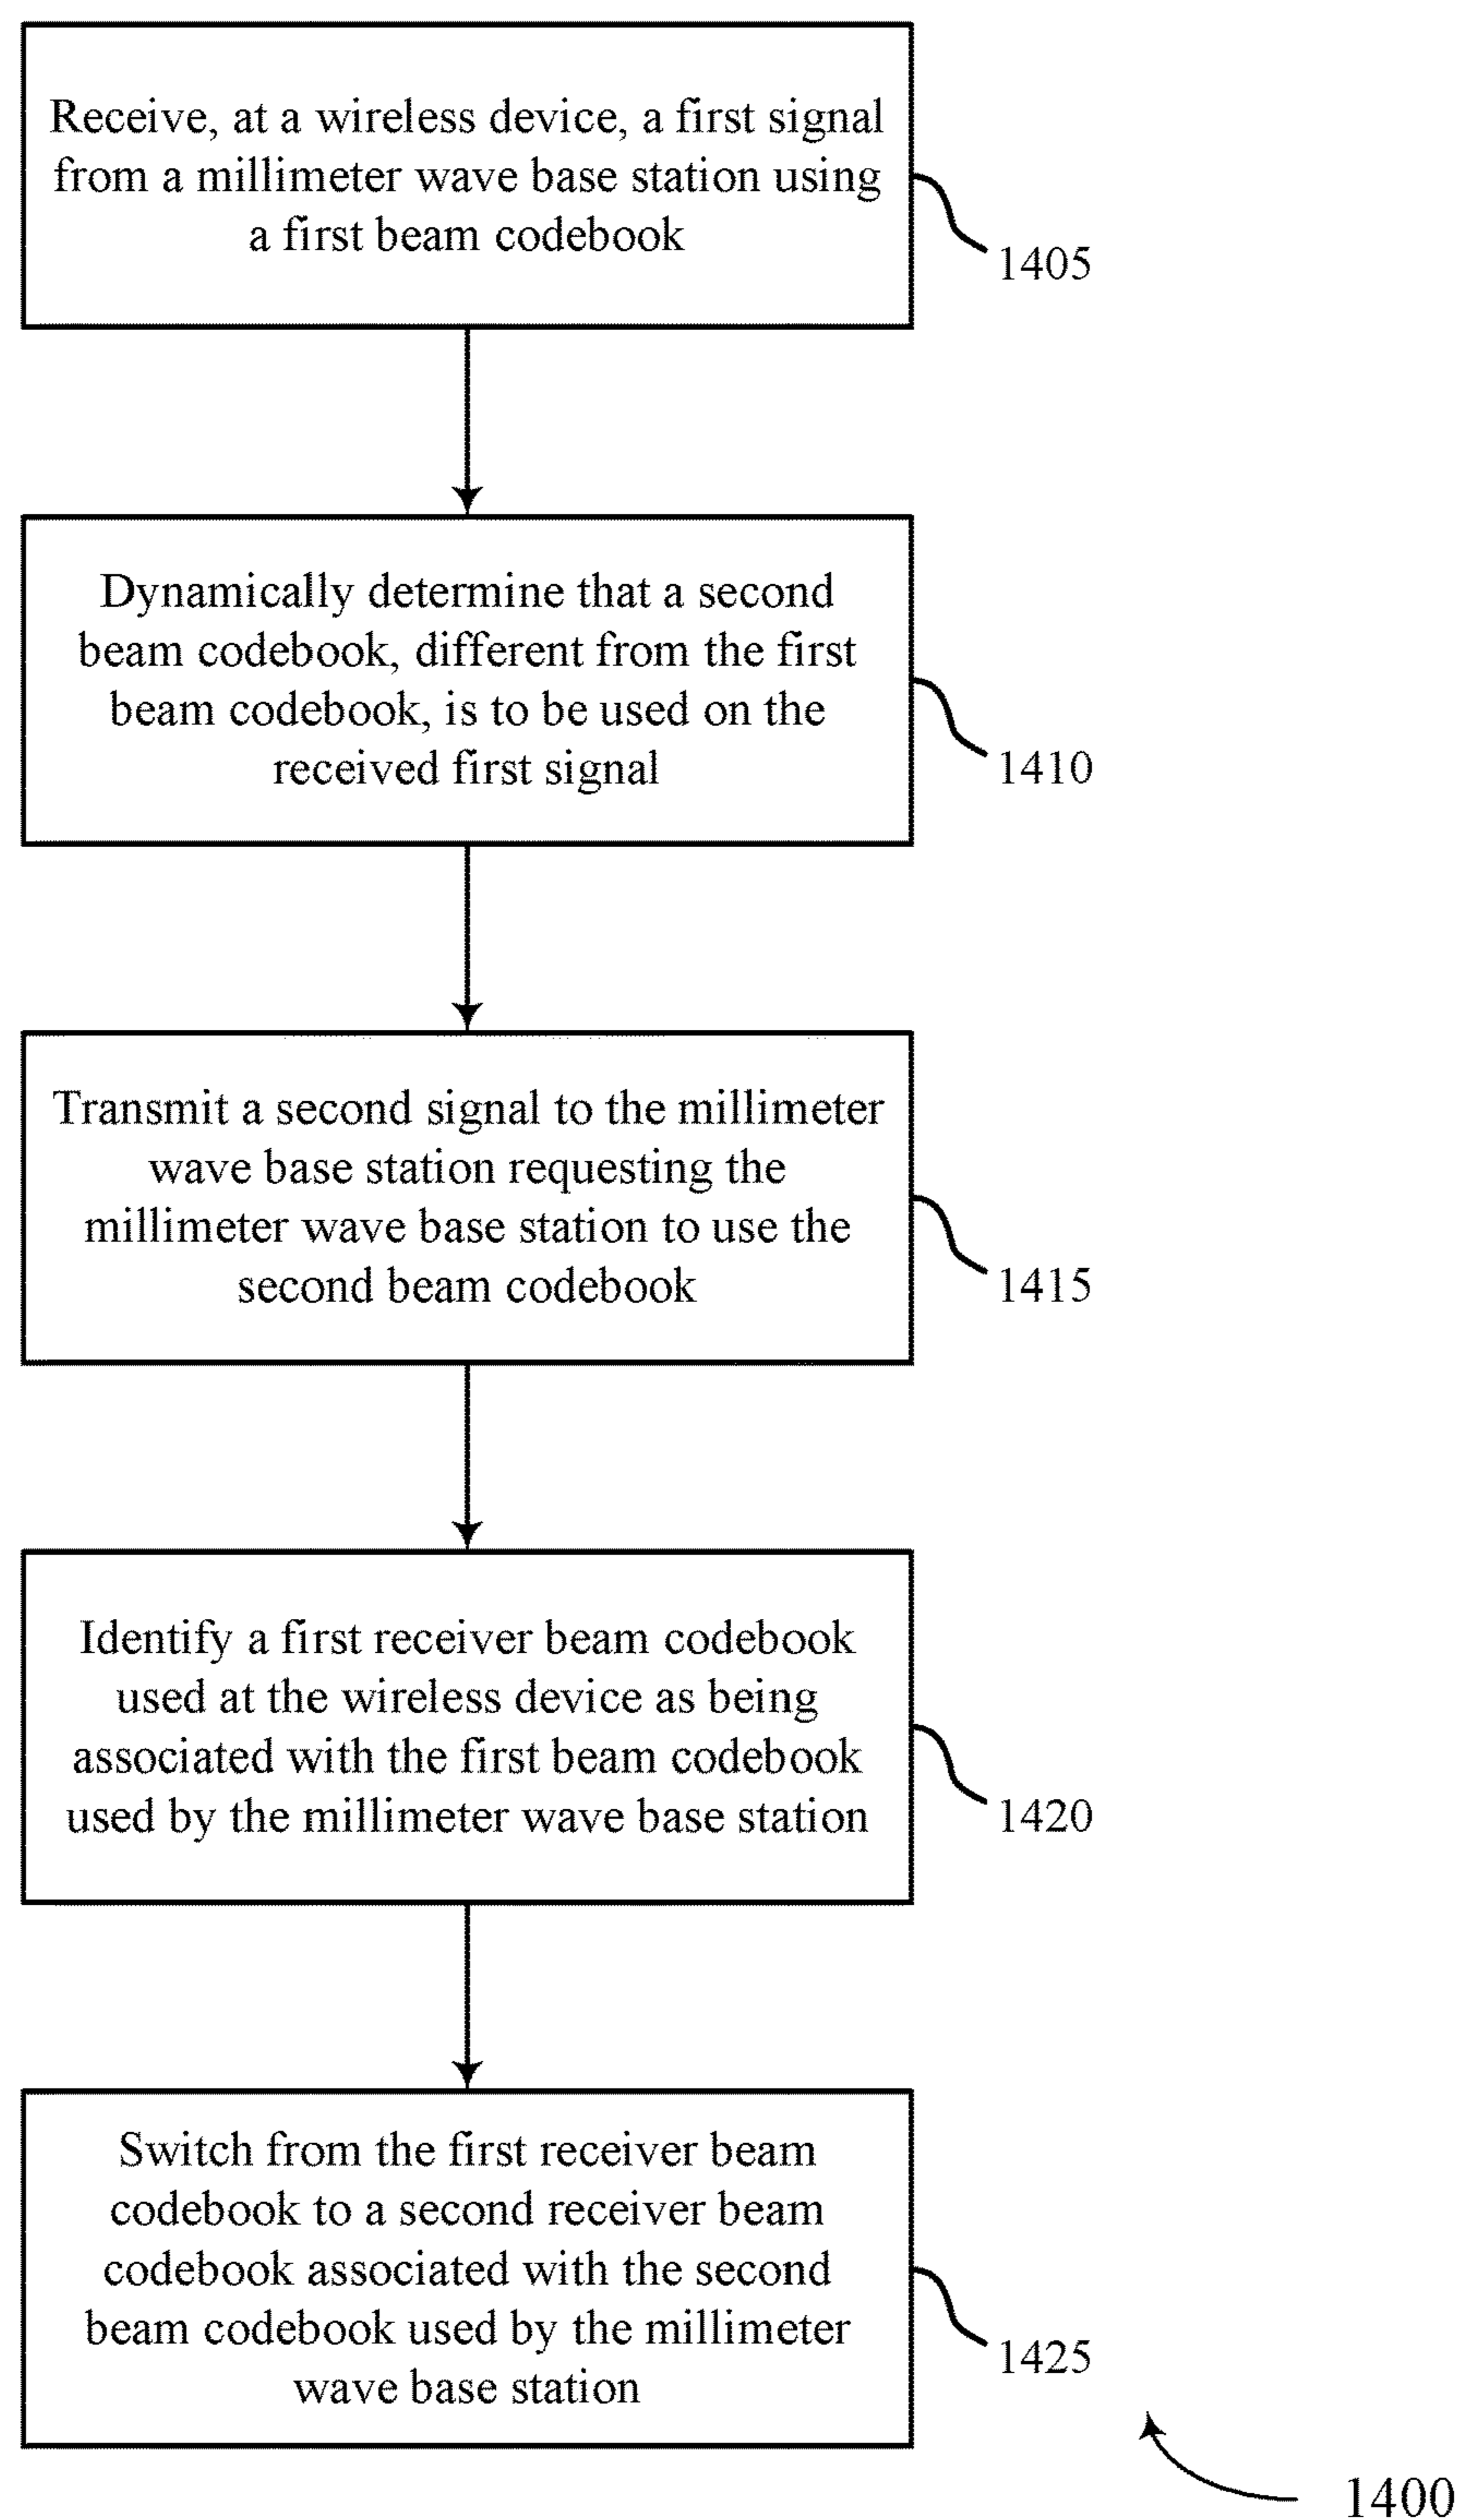 Receive, at a wireless device, a first signal
from a millimeter wave base station using
a first beam codebook
1405
Dynamically determine that a second
beam codebook, different from the first
beam codebook, is to be used on the
received first signal
1410
Transmit a second signal to the millimeter
wave base station requesting the
millimeter wave base station to use the
second beam codebook
1415
Identify a first receiver beam codebook
used at the wireless device as being
associated with the first beam codebook
used by the millimeter wave base station
1420
Switch from the first receiver beam
codebook to a second receiver beam
codebook associated with the second
beam codebook used by the millimeter
wave base station
1425
1400